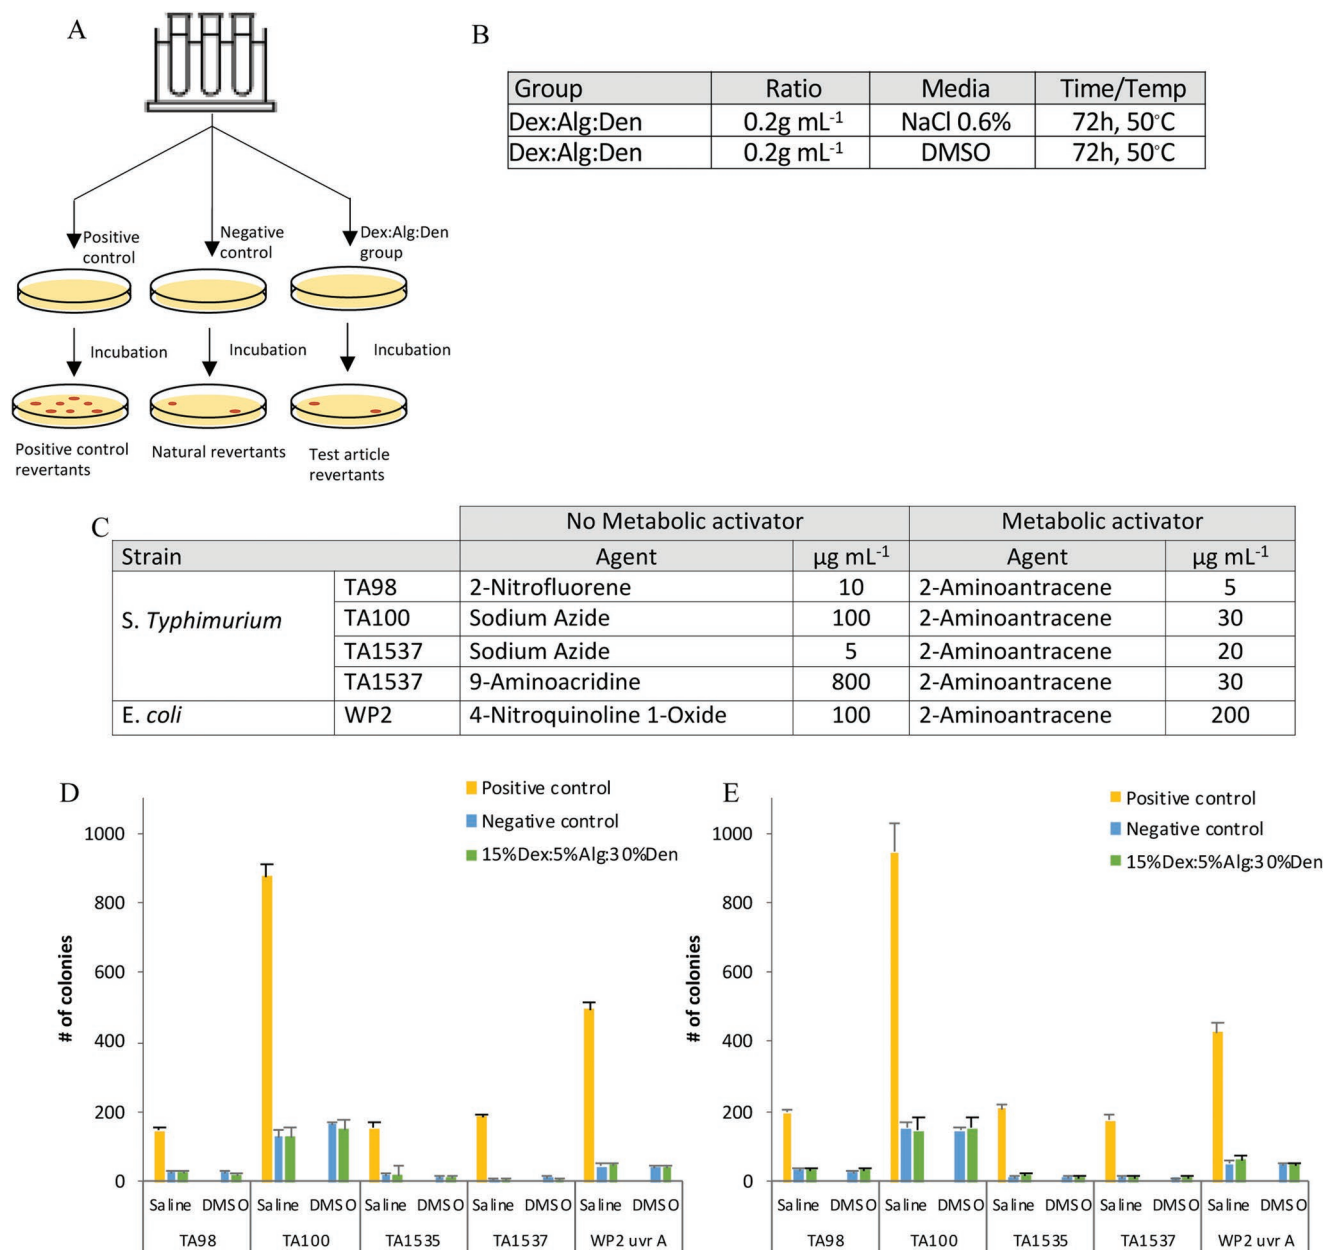 A
Positive control
Negative control
Dex:Alg:Den group
Incubation
Incubation
Incubation
Positive control revertants
Natural revertants
Test article revertants
B
Group Ratio Media Time/Temp
Dex:Alg:Den 0.2g mL⁻¹ NaCl 0.6% 72h, 50°C
Dex:Alg:Den 0.2g mL⁻¹ DMSO 72h, 50°C
C
No Metabolic activator Metabolic activator
Strain Agent µg mL⁻¹ Agent µg mL⁻¹
S. Typhimurium TA98 2-Nitrofluorene 10 2-Aminoantracene 5
TA100 Sodium Azide 100 2-Aminoantracene 30
TA1537 Sodium Azide 5 2-Aminoantracene 20
TA1537 9-Aminoacridine 800 2-Aminoantracene 30
E. coli WP2 4-Nitroquinoline 1-Oxide 100 2-Aminoantracene 200
D
Positive control
Negative control
15%Dex:5%Alg:30%Den
# of colonies
1000
800
600
400
200
0
Saline DMSO Saline DMSO Saline DMSO Saline DMSO Saline DMSO
TA98 TA100 TA1535 TA1537 WP2 uvr A
E
Positive control
Negative control
15%Dex:5%Alg:30%Den
# of colonies
1000
800
600
400
200
0
Saline DMSO Saline DMSO Saline DMSO Saline DMSO Saline DMSO
TA98 TA100 TA1535 TA1537 WP2 uvr A